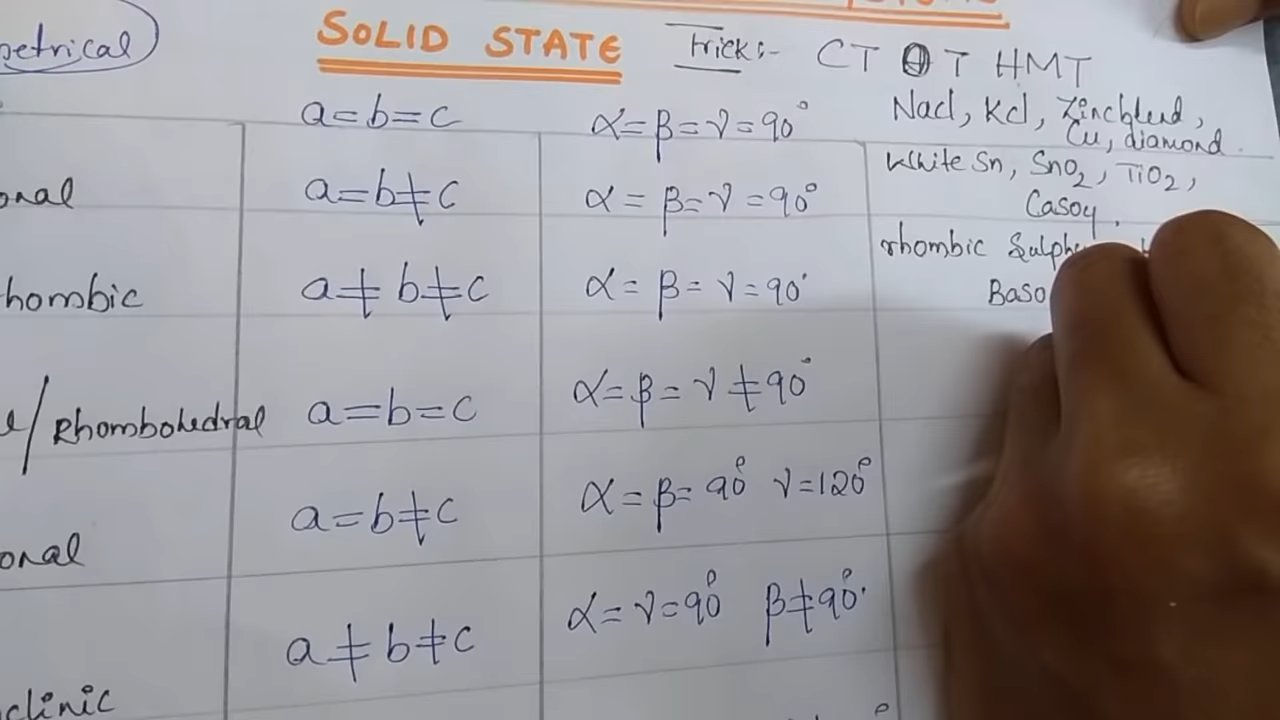 etrical
SOLID STATE
Tricks:- CT O T HMT
a=b=c α=β=γ=90°
NaCl, KCl, Zincblend,
Cu, diamond.
onal a=b≠c α=β=γ=90°
White Sn, SnO2, TiO2,
CaSO4.
hombic a≠b≠c α=β=γ=90°
rhombic Sulph
BaSO
e/Rhombohedral a=b=c α=β=γ≠90°
onal a=b≠c α=β=90° γ=120°
clinic a≠b≠c α=γ=90° β≠90°.